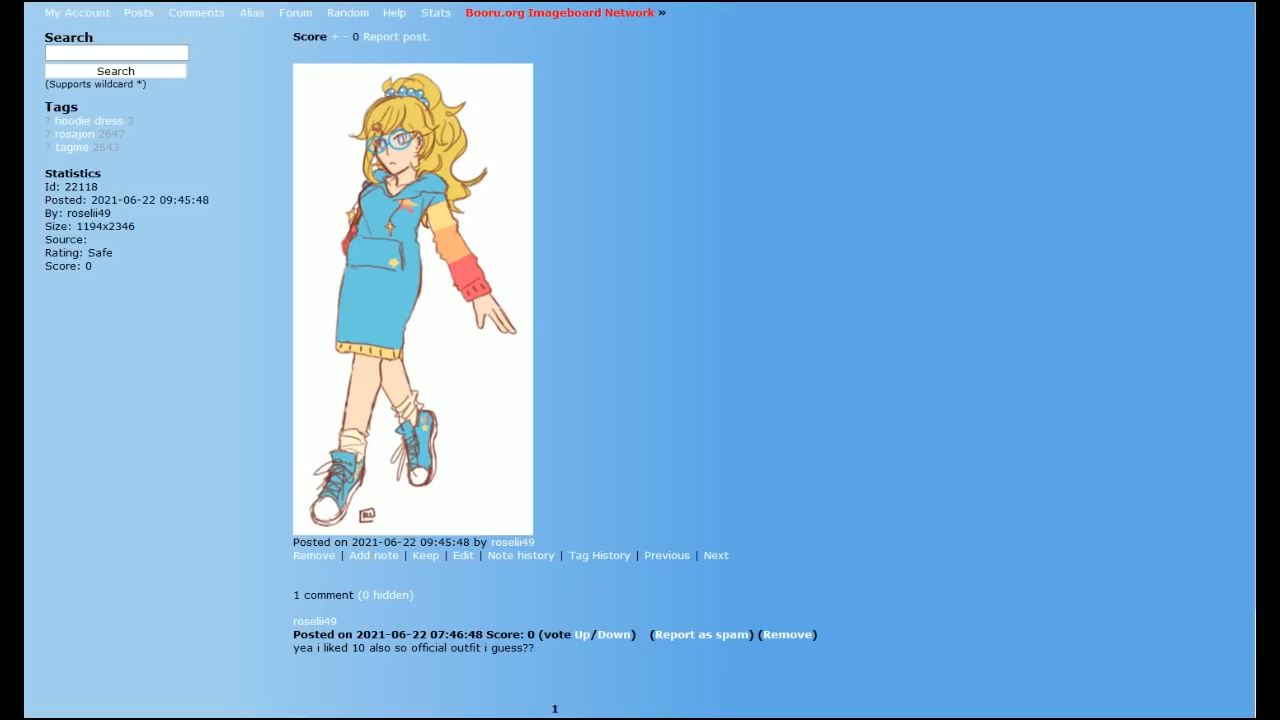 My Account Posts Comments Alias Forum Random Help Stats Booru.org Imageboard Network »
Search
Search
(Supports wildcard *)
Tags
? hoodie dress 3
? rosajon 2647
? tagme 2543
Statistics
Id: 22118
Posted: 2021-06-22 09:45:48
By: roselii49
Size: 1194x2346
Source:
Rating: Safe
Score: 0
Score + - 0 Report post.
Posted on 2021-06-22 09:45:48 by roselii49
Remove | Add note | Keep | Edit | Note history | Tag History | Previous | Next
1 comment (0 hidden)
roselii49
Posted on 2021-06-22 07:46:48 Score: 0 (vote Up/Down) (Report as spam) (Remove)
yea i liked 10 also so official outfit i guess??
1